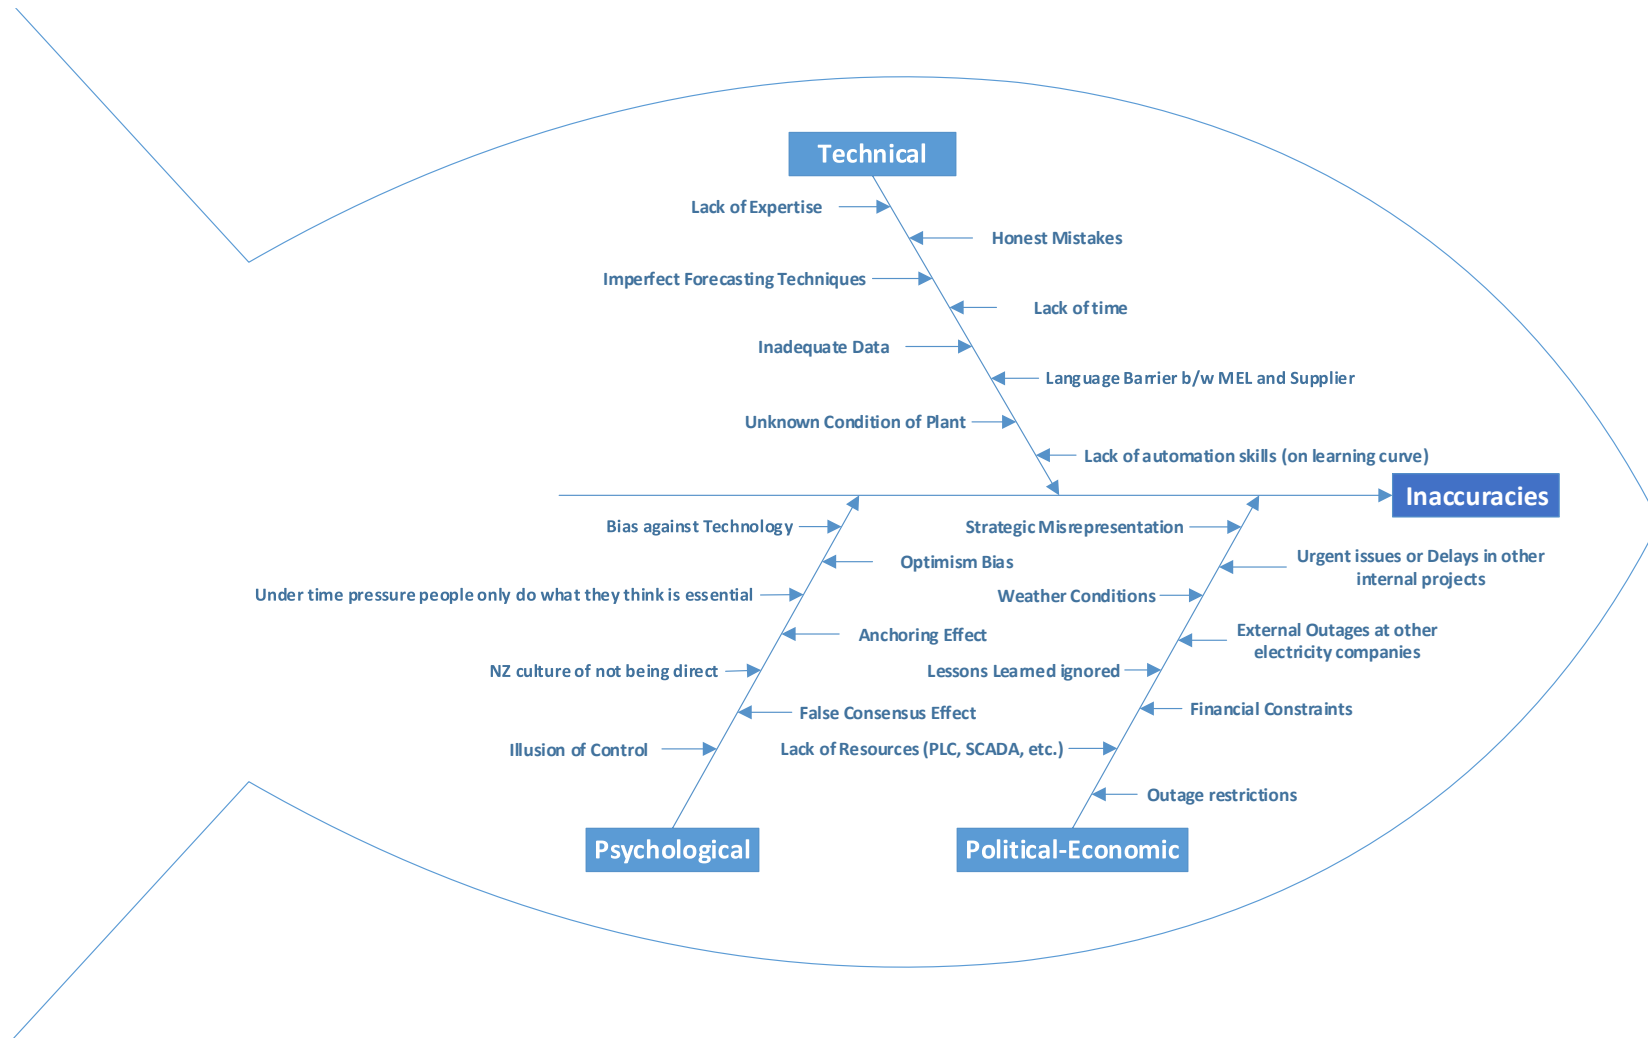 Technical
Lack of Expertise
Honest Mistakes
Imperfect Forecasting Techniques
Lack of time
Inadequate Data
Language Barrier b/w MEL and Supplier
Unknown Condition of Plant
Lack of automation skills (on learning curve)
Inaccuracies
Bias against Technology
Optimism Bias
Under time pressure people only do what they think is essential
Anchoring Effect
NZ culture of not being direct
False Consensus Effect
Illusion of Control
Psychological
Strategic Misrepresentation
Urgent issues or Delays in other
internal projects
Weather Conditions
External Outages at other
electricity companies
Lessons Learned ignored
Financial Constraints
Lack of Resources (PLC, SCADA, etc.)
Outage restrictions
Political-Economic